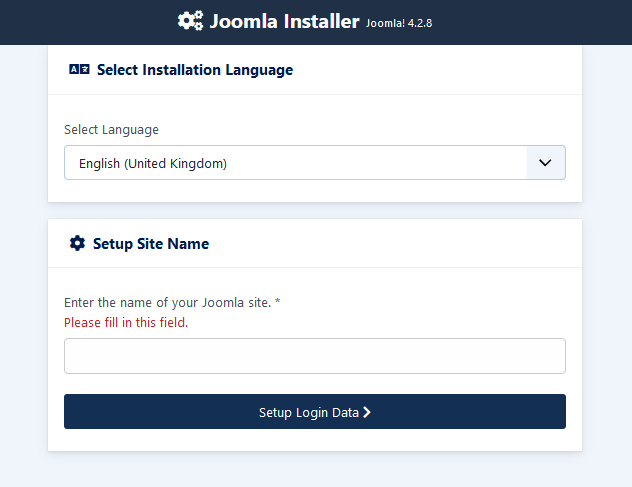 Joomla Installer Joomla! 4.2.8
Select Installation Language
Select Language
English (United Kingdom)
Setup Site Name
Enter the name of your Joomla site. *
Please fill in this field.
Setup Login Data